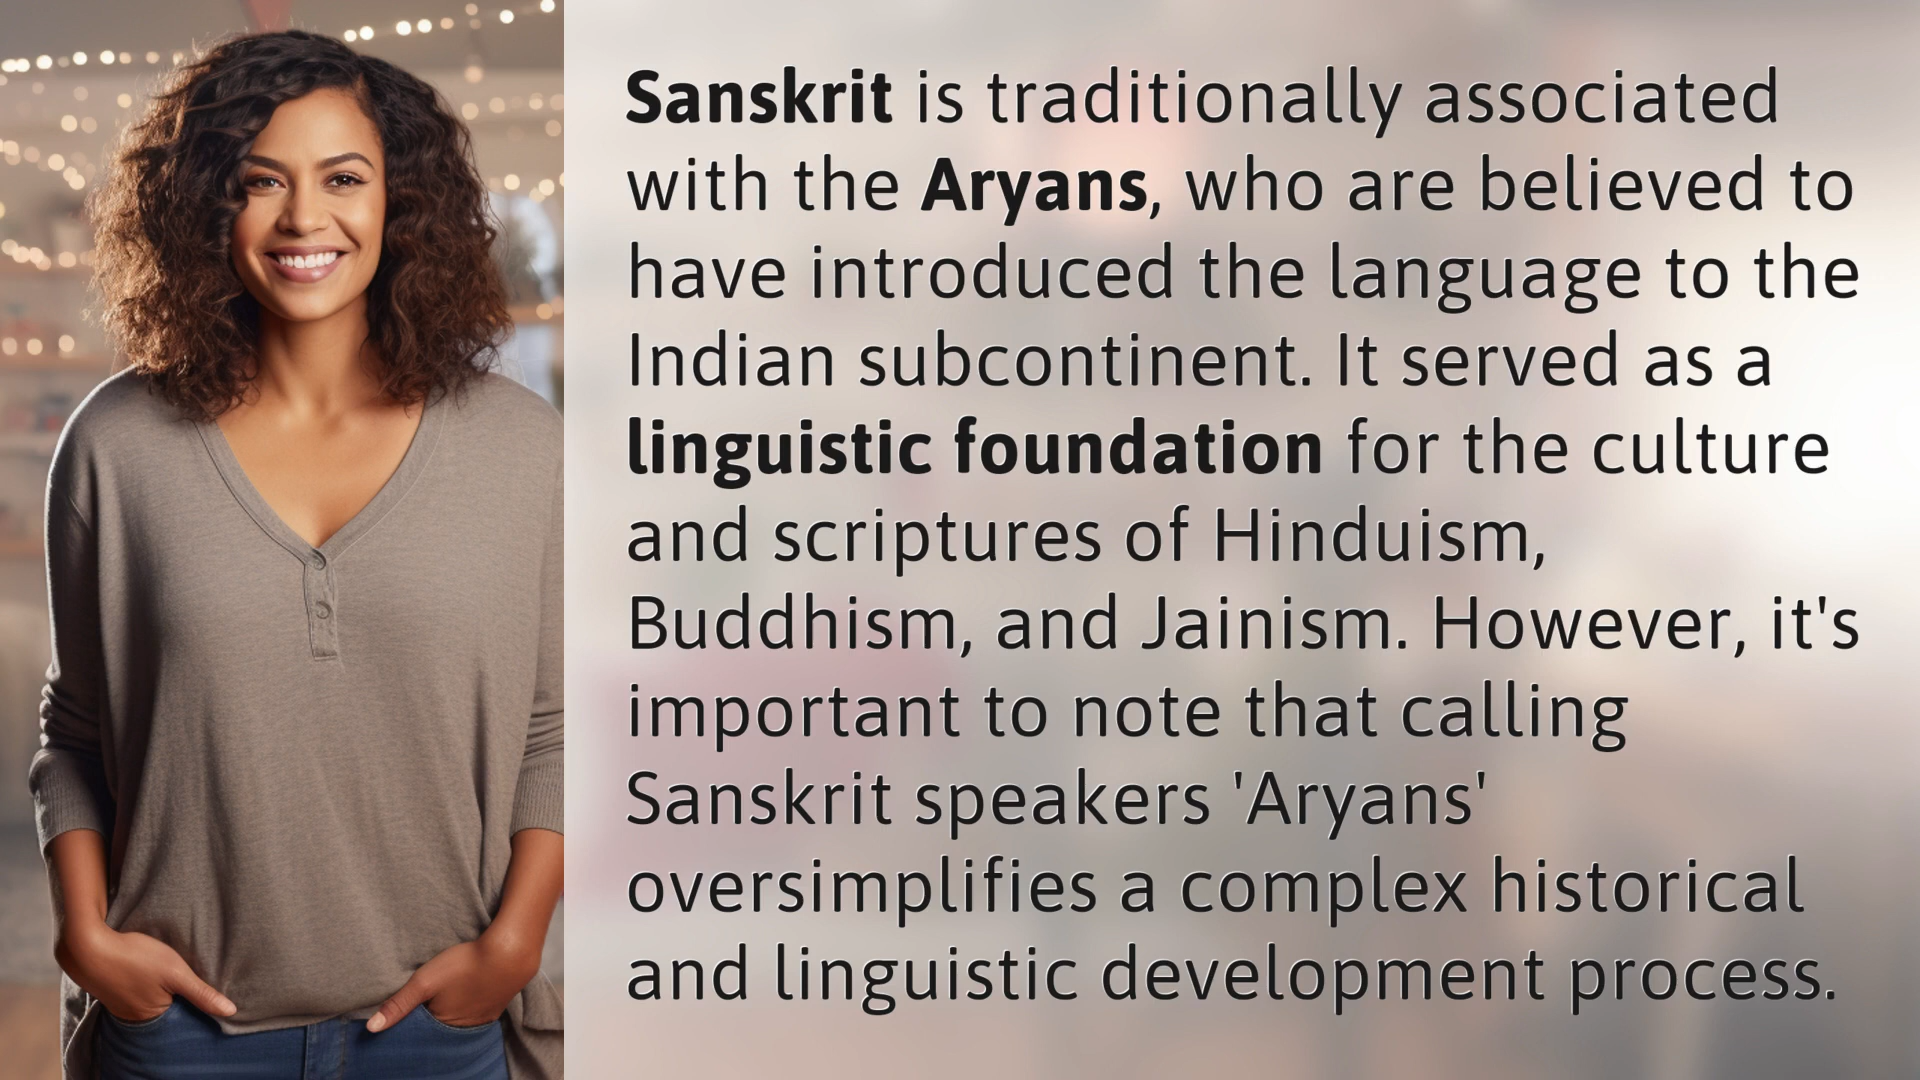 Sanskrit is traditionally associated
with the Aryans, who are believed to
have introduced the language to the
Indian subcontinent. It served as a
linguistic foundation for the culture
and scriptures of Hinduism,
Buddhism, and Jainism. However, it's
important to note that calling
Sanskrit speakers 'Aryans'
oversimplifies a complex historical
and linguistic development process.